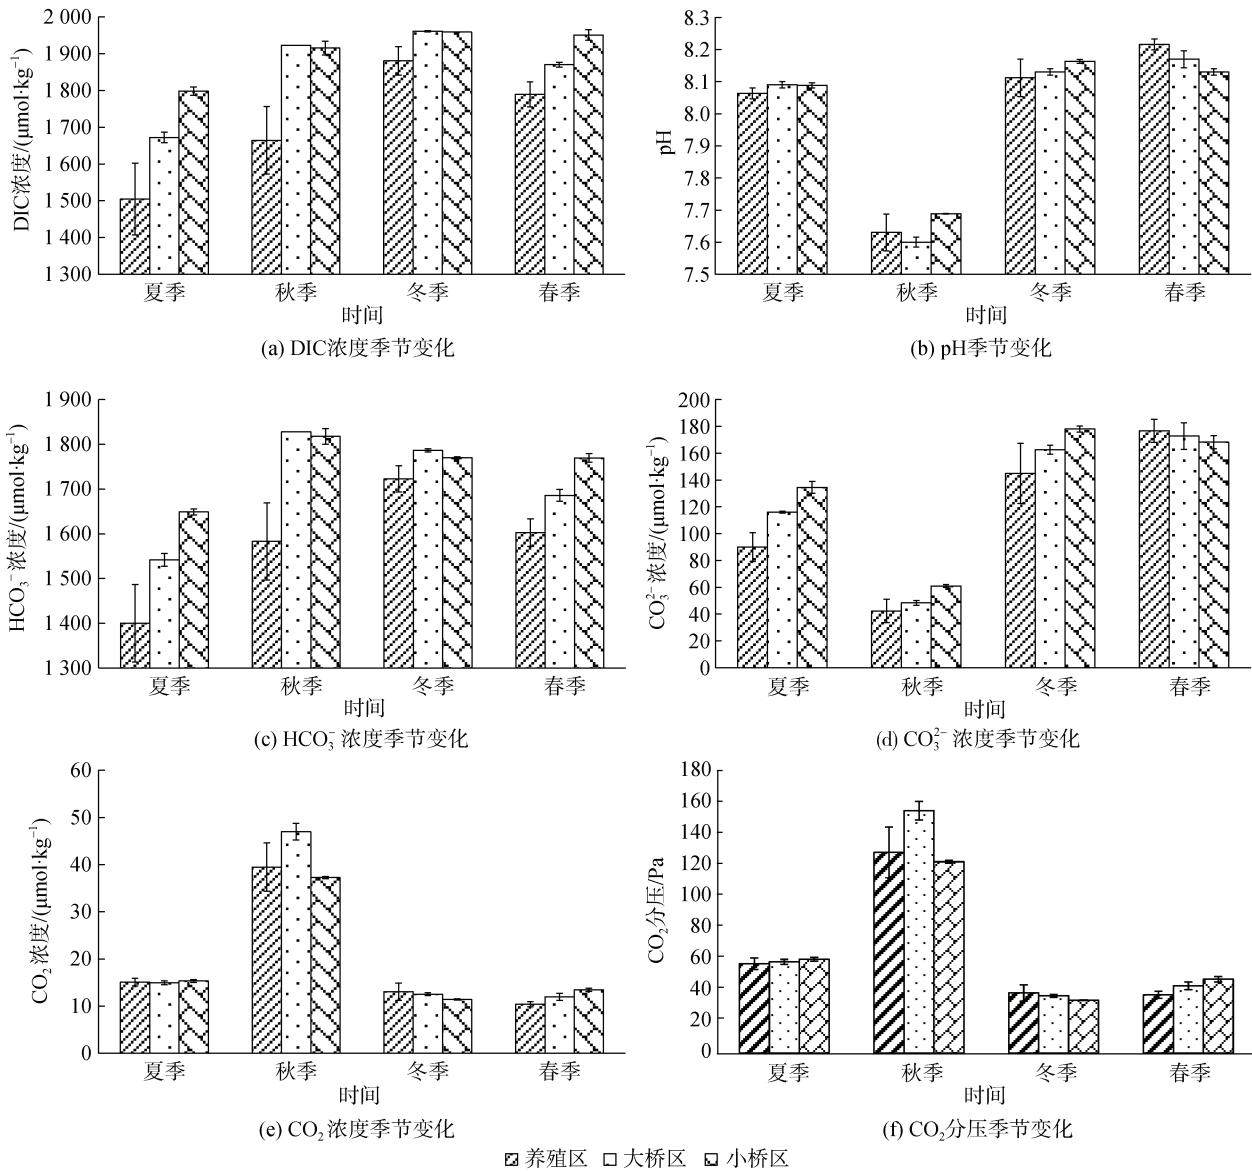 DIC浓度/(μmol·kg⁻¹)
2 000
1 900
1 800
1 700
1 600
1 500
1 400
1 300
夏季 秋季 冬季 春季
时间
(a) DIC浓度季节变化
pH
8.3
8.2
8.1
8.0
7.9
7.8
7.7
7.6
7.5
夏季 秋季 冬季 春季
时间
(b) pH季节变化
HCO₃⁻ 浓度/(μmol·kg⁻¹)
1 900
1 800
1 700
1 600
1 500
1 400
1 300
夏季 秋季 冬季 春季
时间
(c) HCO₃⁻ 浓度季节变化
CO₃²⁻ 浓度/(μmol·kg⁻¹)
200
180
160
140
120
100
80
60
40
20
0
夏季 秋季 冬季 春季
时间
(d) CO₃²⁻ 浓度季节变化
CO₂ 浓度/(μmol·kg⁻¹)
60
50
40
30
20
10
0
夏季 秋季 冬季 春季
时间
(e) CO₂ 浓度季节变化
CO₂分压/Pa
180
160
140
120
100
80
60
40
20
0
夏季 秋季 冬季 春季
时间
(f) CO₂分压季节变化
养殖区 大桥区 小桥区